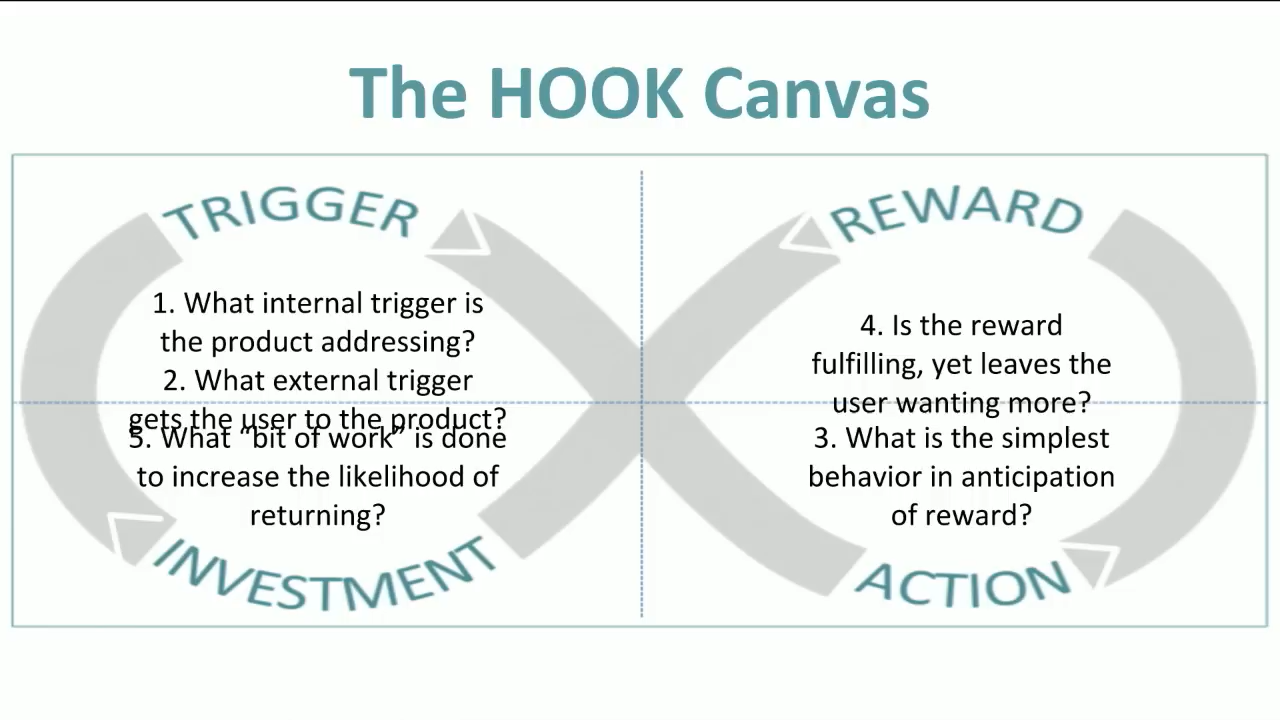 The HOOK Canvas
TRIGGER
1. What internal trigger is
the product addressing?
2. What external trigger
gets the user to the product?
5. What “bit of work” is done
to increase the likelihood of
returning?
INVESTMENT
REWARD
4. Is the reward
fulfilling, yet leaves the
user wanting more?
3. What is the simplest
behavior in anticipation
of reward?
ACTION